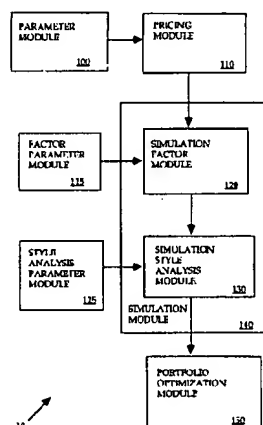 PARAMETER
MODULE
100
PRICING
MODULE
110
FACTOR
PARAMETER
MODULE
115
SIMULATION
FACTOR
MODULE
120
STYLE
ANALYSIS
PARAMETER
MODULE
125
SIMULATION
STYLE
ANALYSIS
MODULE
130
SIMULATION
MODULE
140
PORTFOLIO
OPTIMIZATION
MODULE
150